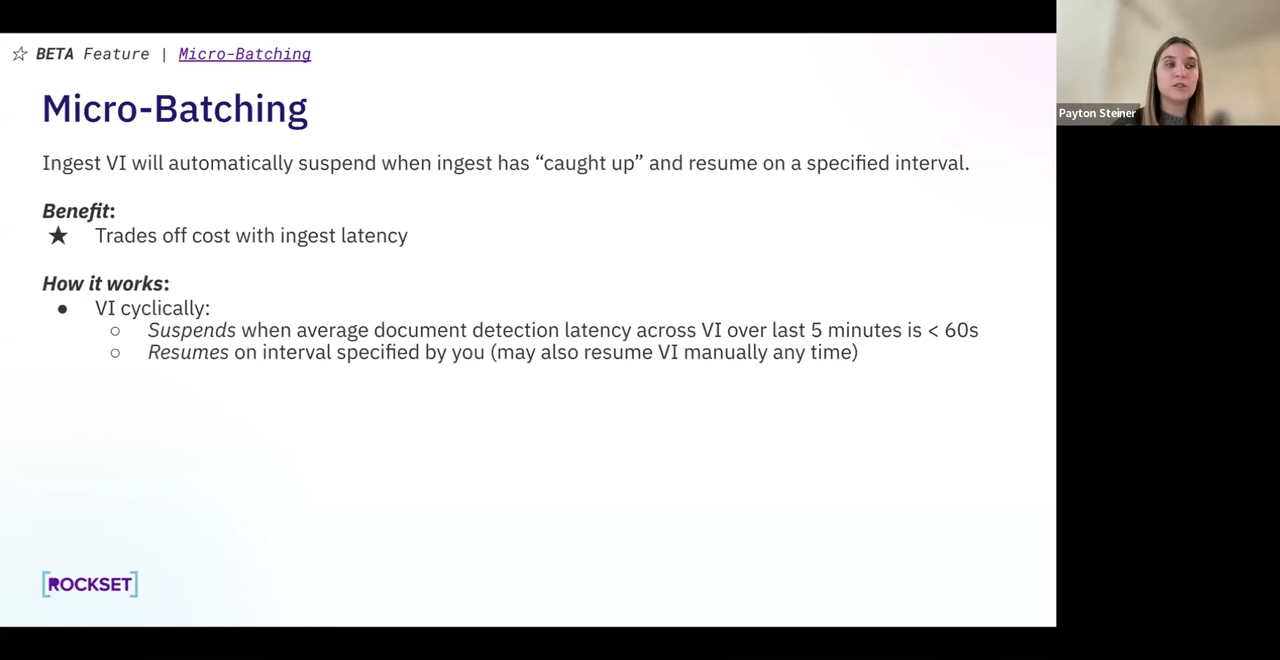 ☆ BETA Feature | Micro-Batching
Micro-Batching
Ingest VI will automatically suspend when ingest has “caught up” and resume on a specified interval.
Benefit:
★ Trades off cost with ingest latency
How it works:
● VI cyclically:
○ Suspends when average document detection latency across VI over last 5 minutes is < 60s
○ Resumes on interval specified by you (may also resume VI manually any time)
[ROCKSET]
Payton Steiner